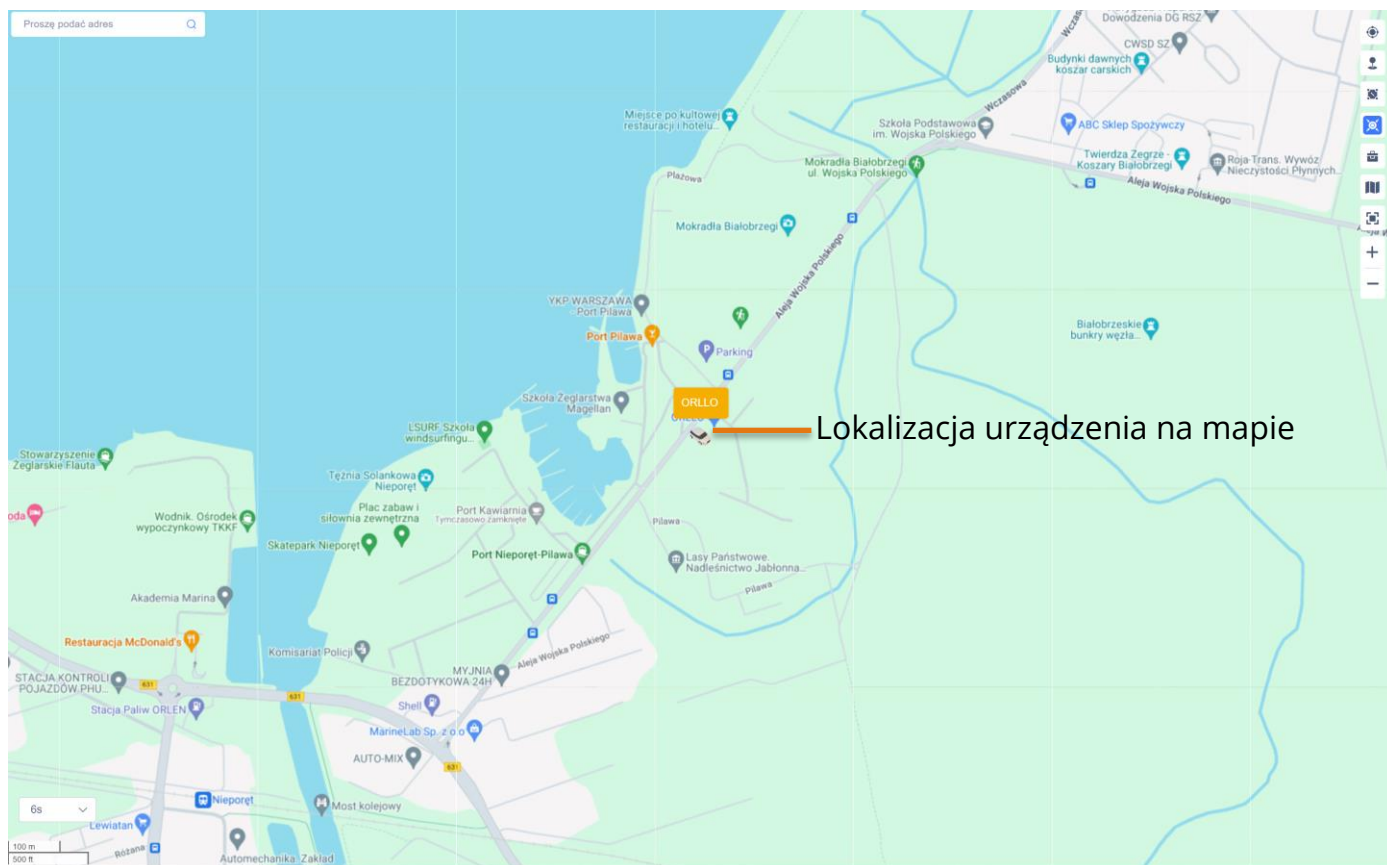 Proszę podać adres
Dowodzenia DG RSZ
CWSD SZ
Budynki dawnych
koszar carskich
Wczasowa
Miejsce po kultowej
restauracji i hotelu...
Szkoła Podstawowa
im. Wojska Polskiego
ABC Sklep Spożywczy
Twierdza Zegrze -
Koszary Białobrzegi
Roja-Trans. Wywóz
Nieczystości Płynnych...
Aleja Wojska Polskiego
Mokradła Białobrzegi
ul. Wojska Polskiego
Plażowa
Mokradła Białobrzegi
Aleja Wojska Polskiego
YKP WARSZAWA
- Port Pilawa
Port Pilawa
Parking
Białobrzeskie
bunkry węzła...
ORLLO
Szkoła Żeglarstwa
Magellan
Lokalizacja urządzenia na mapie
LSURF Szkoła
windsurfingu...
Stowarzyszenie
Żeglarskie Flauta
Tężnia Solankowa
Nieporęt
Plac zabaw i
siłownia zewnętrzna
Port Kawiarnia
Tymczasowo zamknięte
oda
Wodnik. Ośrodek
wypoczynkowy TKKF
Skatepark Nieporęt
Port Nieporęt-Pilawa
Pilawa
Lasy Państwowe.
Nadleśnictwo Jabłonna...
Pilawa
Akademia Marina
Restauracja McDonald's
Komisariat Policji
Aleja Wojska Polskiego
MYJNIA
BEZDOTYKOWA 24H
STACJA KONTROLI
POJAZDÓW PHU...
631
631
Stacja Paliw ORLEN
Shell
MarineLab Sp. z o.o
AUTO-MIX
631
6s
Nieporęt
Most kolejowy
Lewiatan
Różana
100 m
500 ft
Automechanika. Zakład